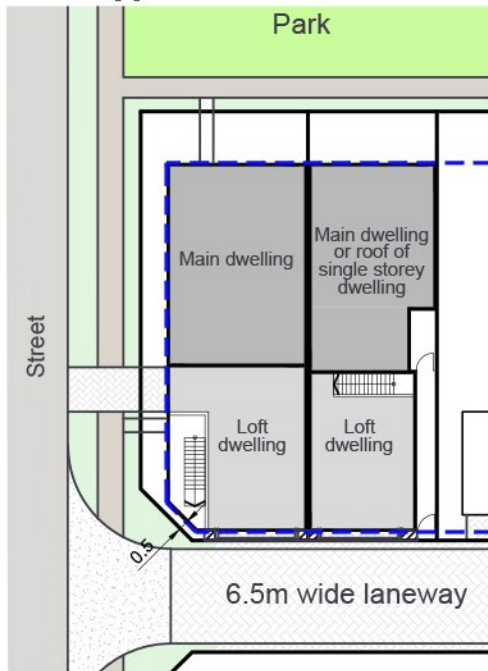 Park
Main dwelling
Main dwelling
or roof of
single storey
dwelling
Street
Loft
dwelling
Loft
dwelling
0.5
6.5m wide laneway